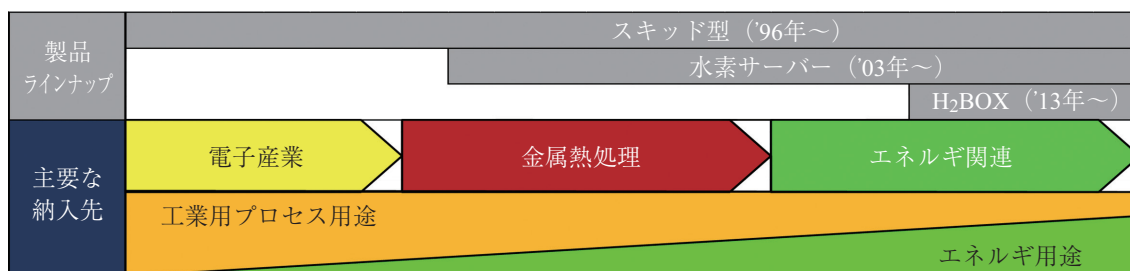 製品
ラインナップ
スキッド型（’96年～）
水素サーバー（’03年～）
H₂BOX（’13年～）
主要な
納入先
電子産業
金属熱処理
エネルギ関連
工業用プロセス用途
エネルギ用途